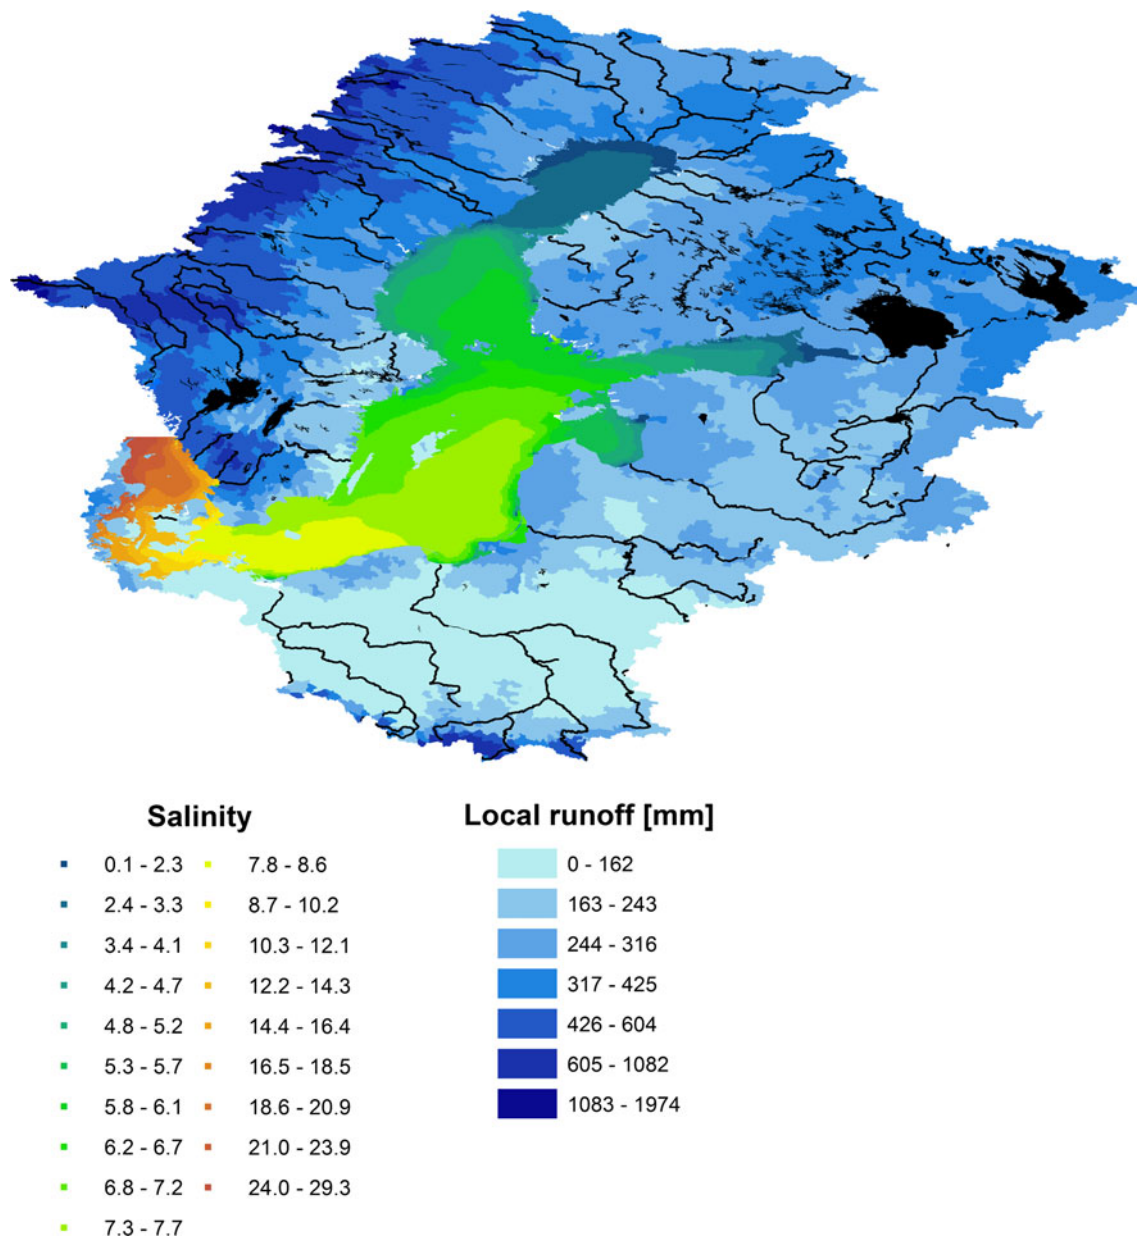 Salinity
0.1 - 2.3
2.4 - 3.3
3.4 - 4.1
4.2 - 4.7
4.8 - 5.2
5.3 - 5.7
5.8 - 6.1
6.2 - 6.7
6.8 - 7.2
7.3 - 7.7
7.8 - 8.6
8.7 - 10.2
10.3 - 12.1
12.2 - 14.3
14.4 - 16.4
16.5 - 18.5
18.6 - 20.9
21.0 - 23.9
24.0 - 29.3
Local runoff [mm]
0 - 162
163 - 243
244 - 316
317 - 425
426 - 604
605 - 1082
1083 - 1974